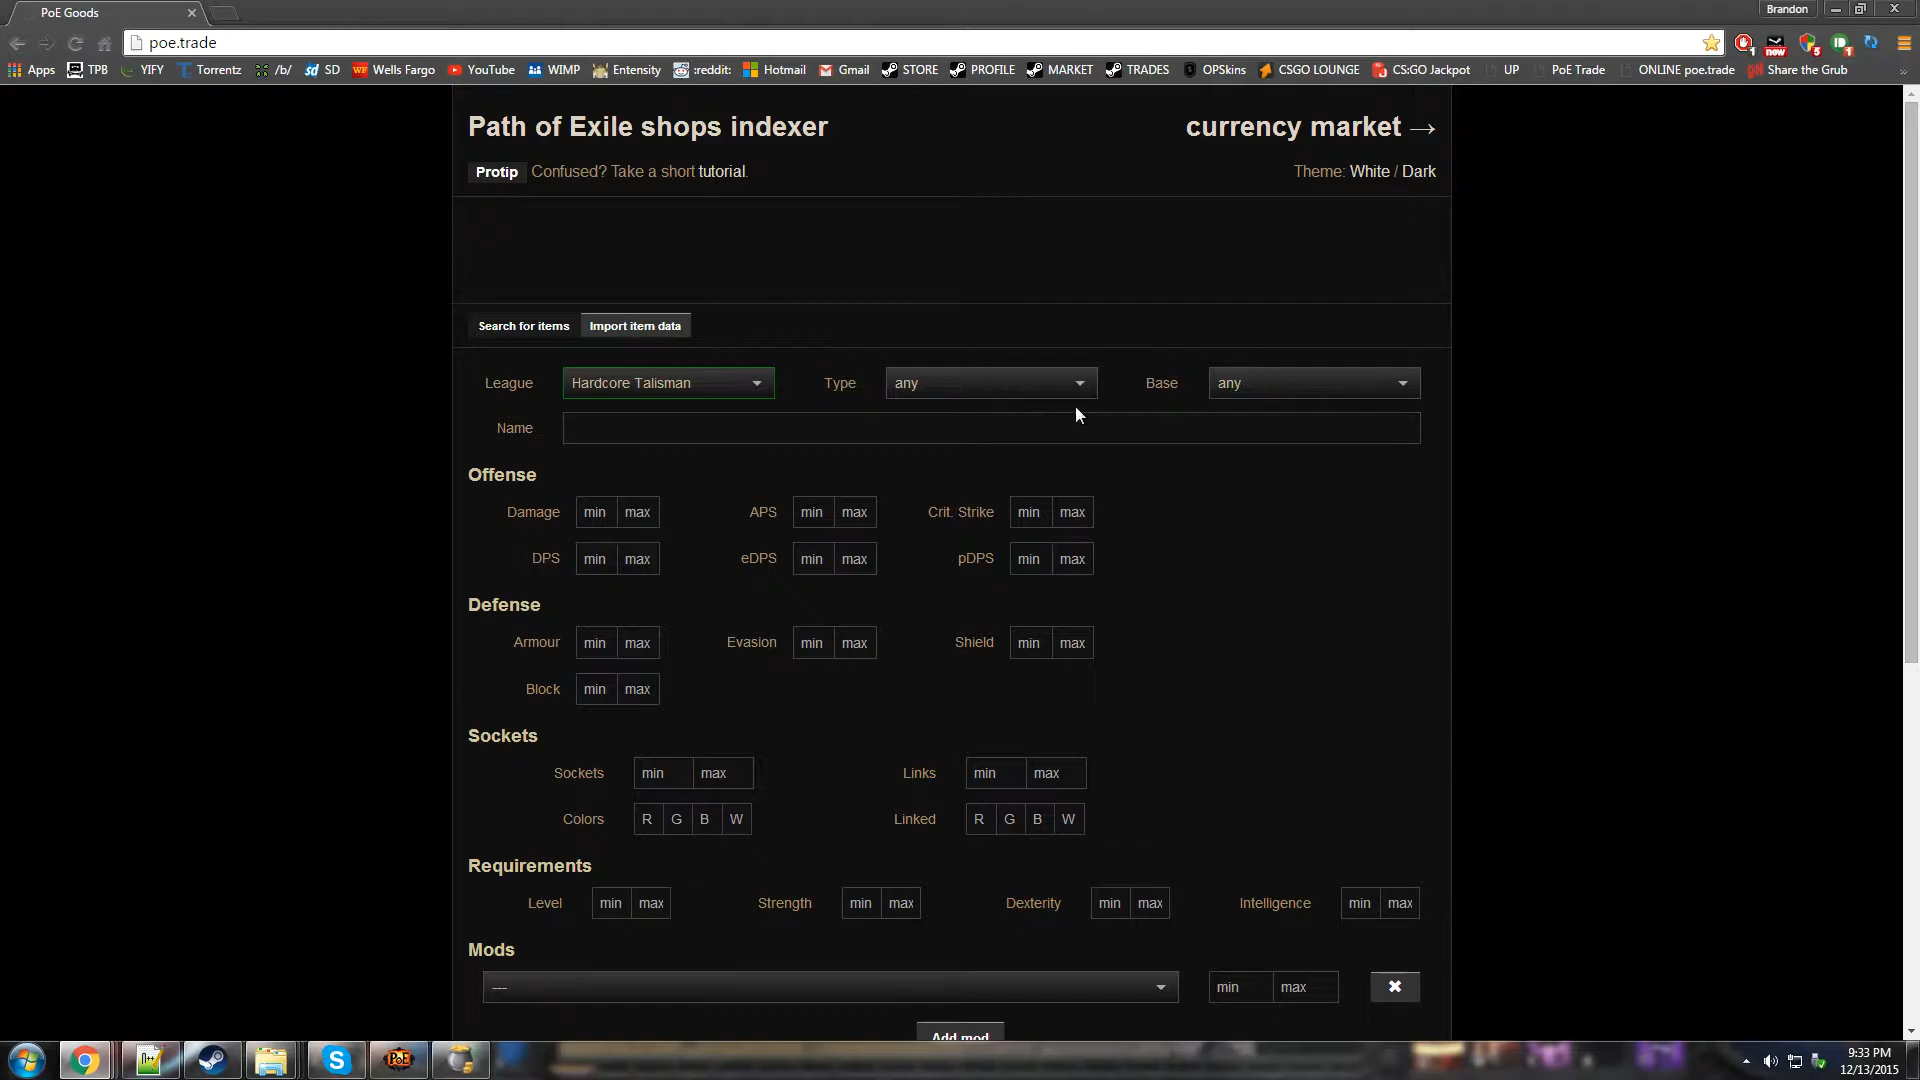 PoE Goods
Brandon
poe.trade
Apps TPB YIFY Torrentz /b/ SD Wells Fargo YouTube WIMP Entensity :reddit: Hotmail Gmail STORE PROFILE MARKET TRADES OPSkins CSGO LOUNGE CS:GO Jackpot UP PoE Trade ONLINE poe.trade Share the Grub
Path of Exile shops indexer currency market →
Protip Confused? Take a short tutorial. Theme: White / Dark
Search for items Import item data
League Hardcore Talisman Type any Base any
Name
Offense
Damage min max APS min max Crit. Strike min max
DPS min max eDPS min max pDPS min max
Defense
Armour min max Evasion min max Shield min max
Block min max
Sockets
Sockets min max Links min max
Colors R G B W Linked R G B W
Requirements
Level min max Strength min max Dexterity min max Intelligence min max
Mods
--- min max
Add mod
9:33 PM
12/13/2015